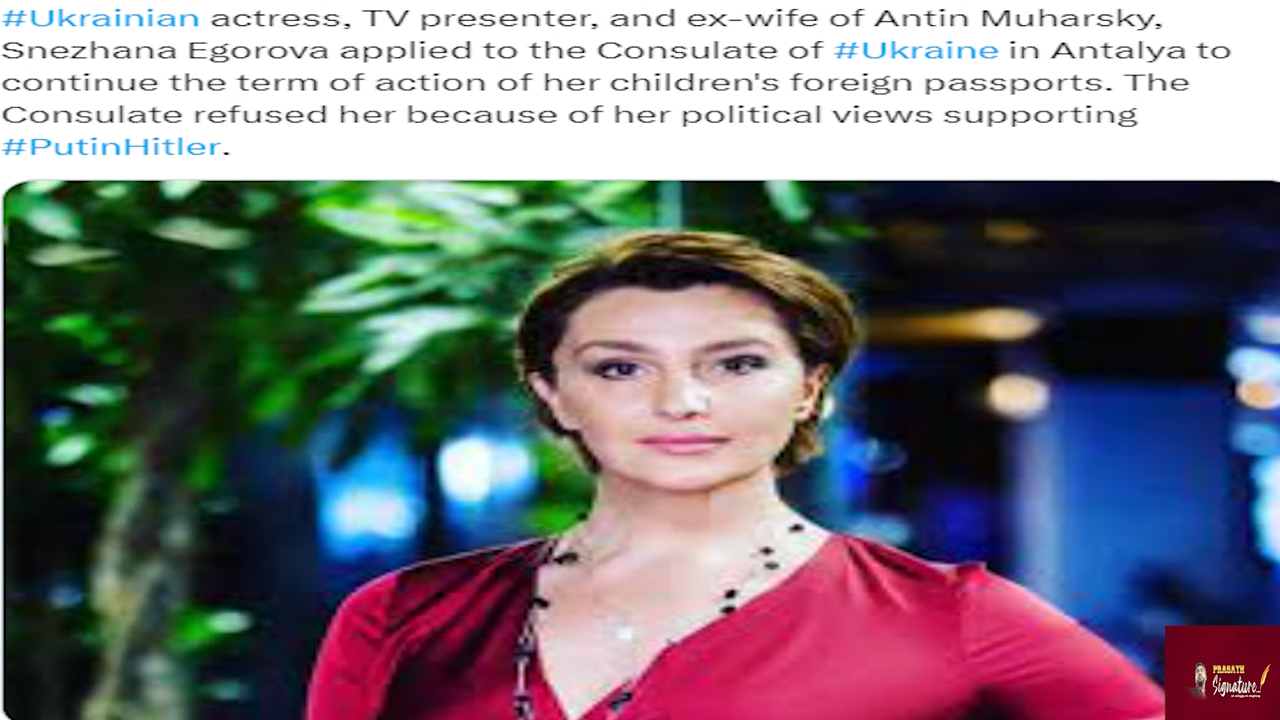 #Ukrainian actress, TV presenter, and ex-wife of Antin Muharsky,
Snezhana Egorova applied to the Consulate of #Ukraine in Antalya to
continue the term of action of her children's foreign passports. The
Consulate refused her because of her political views supporting
#PutinHitler.
PRASATH
Signature..!